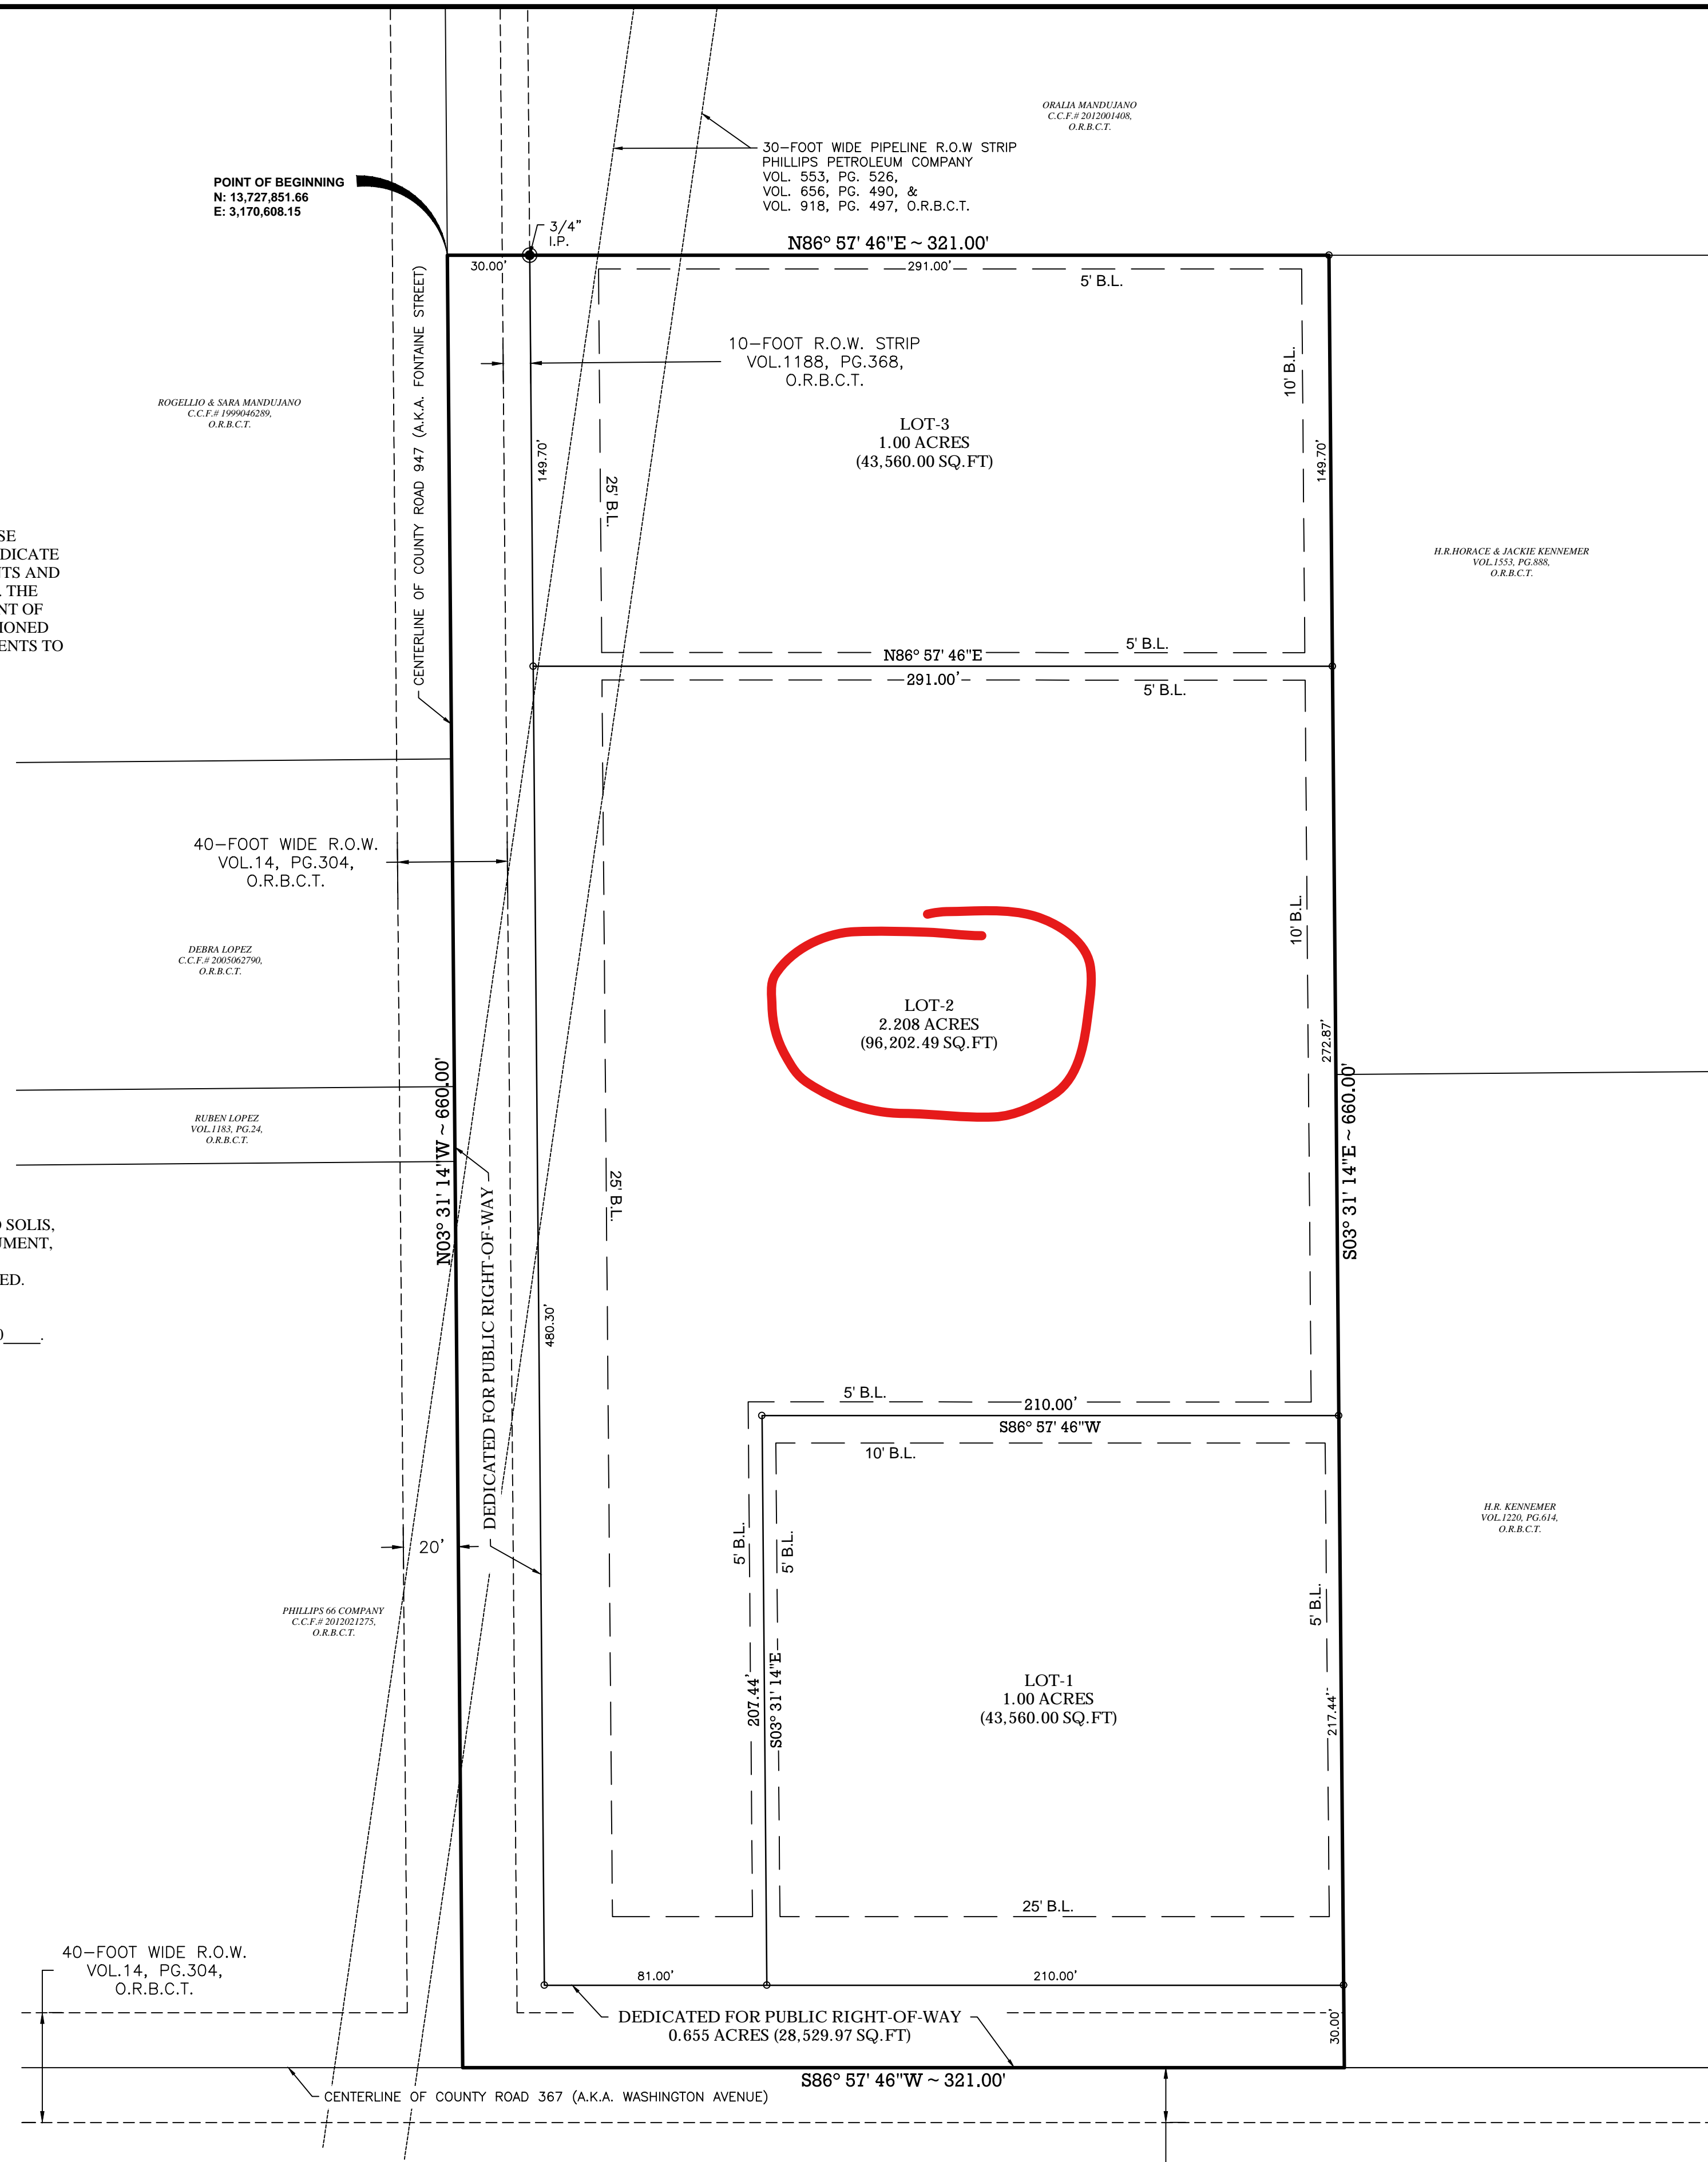 ORALIA MANDUJANO
C.C.F.# 2012001408,
O.R.B.C.T.
30-FOOT WIDE PIPELINE R.O.W STRIP
PHILLIPS PETROLEUM COMPANY
VOL. 553, PG. 526,
VOL. 656, PG. 490, &
VOL. 918, PG. 497, O.R.B.C.T.
POINT OF BEGINNING
N: 13,727,851.66
E: 3,170,608.15
3/4"
I.P.
N86° 57' 46"E ~ 321.00'
30.00'
291.00'
5' B.L.
CENTERLINE OF COUNTY ROAD 947 (A.K.A. FONTAINE STREET)
10-FOOT R.O.W. STRIP
VOL.1188, PG.368,
O.R.B.C.T.
10' B.L.
ROGELLIO & SARA MANDUJANO
C.C.F.# 1999046289,
O.R.B.C.T.
LOT-3
1.00 ACRES
(43,560.00 SQ.FT)
149.70'
149.70'
25' B.L.
H.R.HORACE & JACKIE KENNEMER
VOL.1553, PG.888,
O.R.B.C.T.
SE
DICATE
NTS AND
. THE
NT OF
IONED
ENTS TO
5' B.L.
N86° 57' 46"E
291.00'
5' B.L.
40-FOOT WIDE R.O.W.
VOL.14, PG.304,
O.R.B.C.T.
10' B.L.
DEBRA LOPEZ
C.C.F.# 2005062790,
O.R.B.C.T.
LOT-2
2.208 ACRES
(96,202.49 SQ.FT)
272.87'
RUBEN LOPEZ
VOL.1183, PG.24,
O.R.B.C.T.
N03° 31' 14"W ~ 660.00'
S03° 31' 14"E ~ 660.00'
25' B.L.
DEDICATED FOR PUBLIC RIGHT-OF-WAY
SOLIS,
UMENT,
ED.
0____.
480.30'
5' B.L.
210.00'
S86° 57' 46"W
10' B.L.
H.R. KENNEMER
VOL.1220, PG.614,
O.R.B.C.T.
20'
5' B.L.
5' B.L.
5' B.L.
PHILLIPS 66 COMPANY
C.C.F.# 2012021275,
O.R.B.C.T.
LOT-1
1.00 ACRES
(43,560.00 SQ.FT)
207.44'
S03° 31' 14"E
217.44'
25' B.L.
40-FOOT WIDE R.O.W.
VOL.14, PG.304,
O.R.B.C.T.
81.00'
210.00'
DEDICATED FOR PUBLIC RIGHT-OF-WAY
0.655 ACRES (28,529.97 SQ.FT)
30.00'
S86° 57' 46"W ~ 321.00'
CENTERLINE OF COUNTY ROAD 367 (A.K.A. WASHINGTON AVENUE)